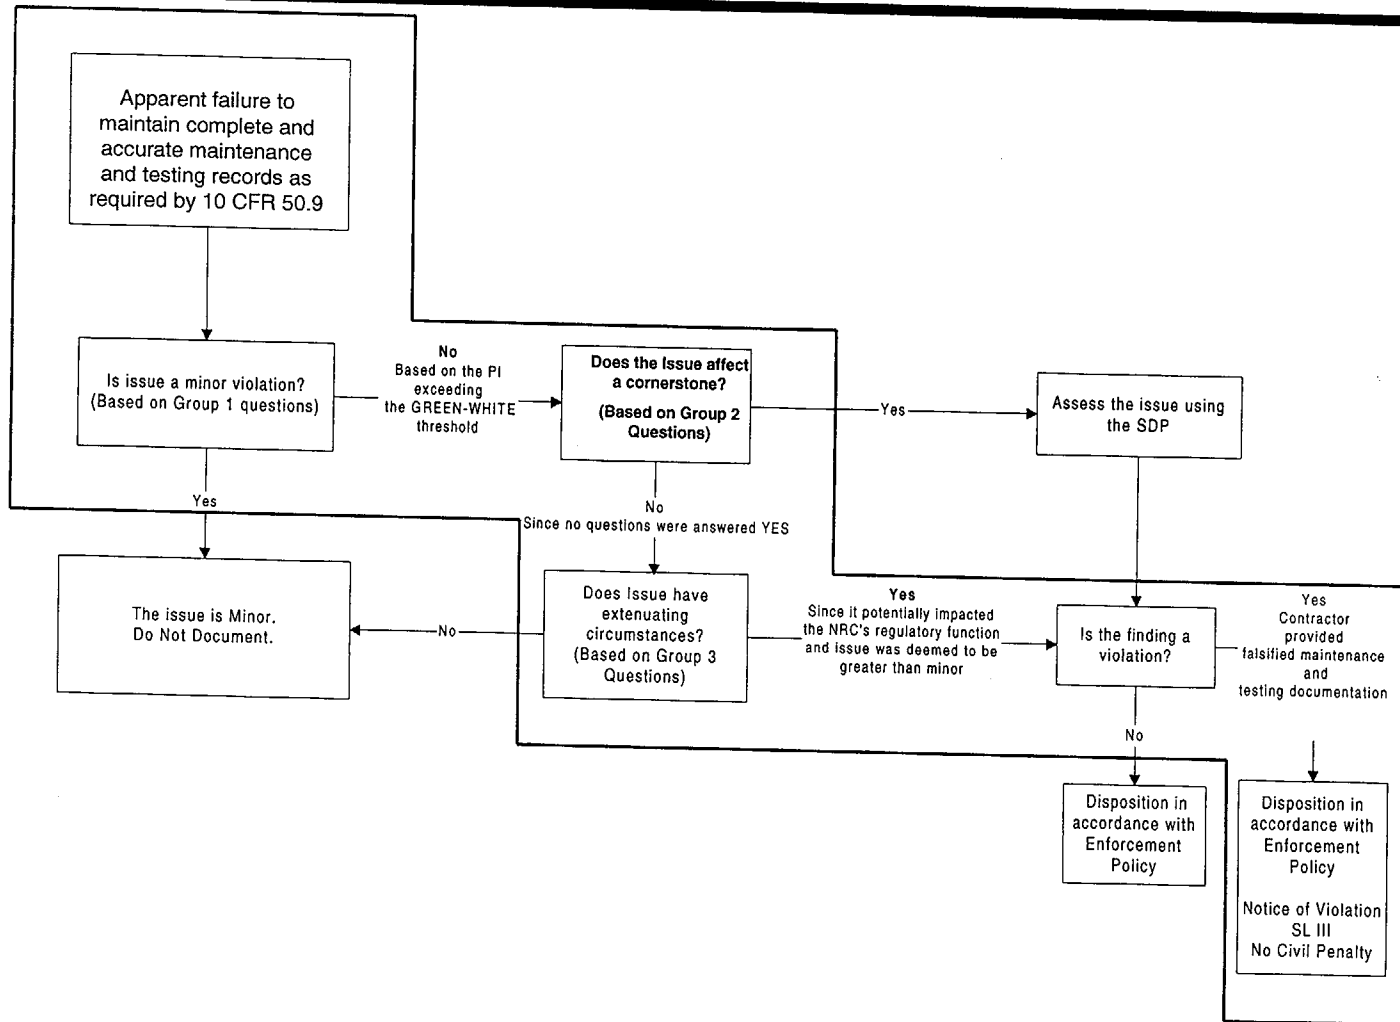 Apparent failure to
maintain complete and
accurate maintenance
and testing records as
required by 10 CFR 50.9
Is issue a minor violation?
(Based on Group 1 questions)
No
Based on the PI
exceeding
the GREEN-WHITE
threshold
Does the Issue affect
a cornerstone?
(Based on Group 2
Questions)
Yes
Assess the issue using
the SDP
Yes
No
Since no questions were answered YES
The issue is Minor.
Do Not Document.
No
Does Issue have
extenuating
circumstances?
(Based on Group 3
Questions)
Yes
Since it potentially impacted
the NRC's regulatory function
and issue was deemed to be
greater than minor
Is the finding a
violation?
Yes
Contractor
provided
falsified maintenance
and
testing documentation
No
Disposition in
accordance with
Enforcement
Policy
Disposition in
accordance with
Enforcement
Policy
Notice of Violation
SL III
No Civil Penalty